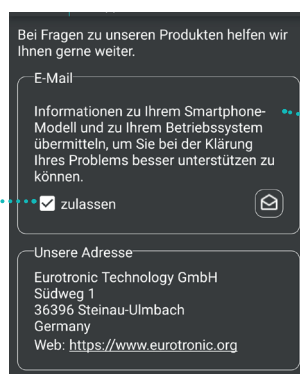 Bei Fragen zu unseren Produkten helfen wir
Ihnen gerne weiter.
E-Mail
Informationen zu Ihrem Smartphone-
Modell und zu Ihrem Betriebssystem
übermitteln, um Sie bei der Klärung
Ihres Problems besser unterstützen zu
können.
zulassen
Unsere Adresse
Eurotronic Technology GmbH
Südweg 1
36396 Steinau-Ulmbach
Germany
Web: https://www.eurotronic.org